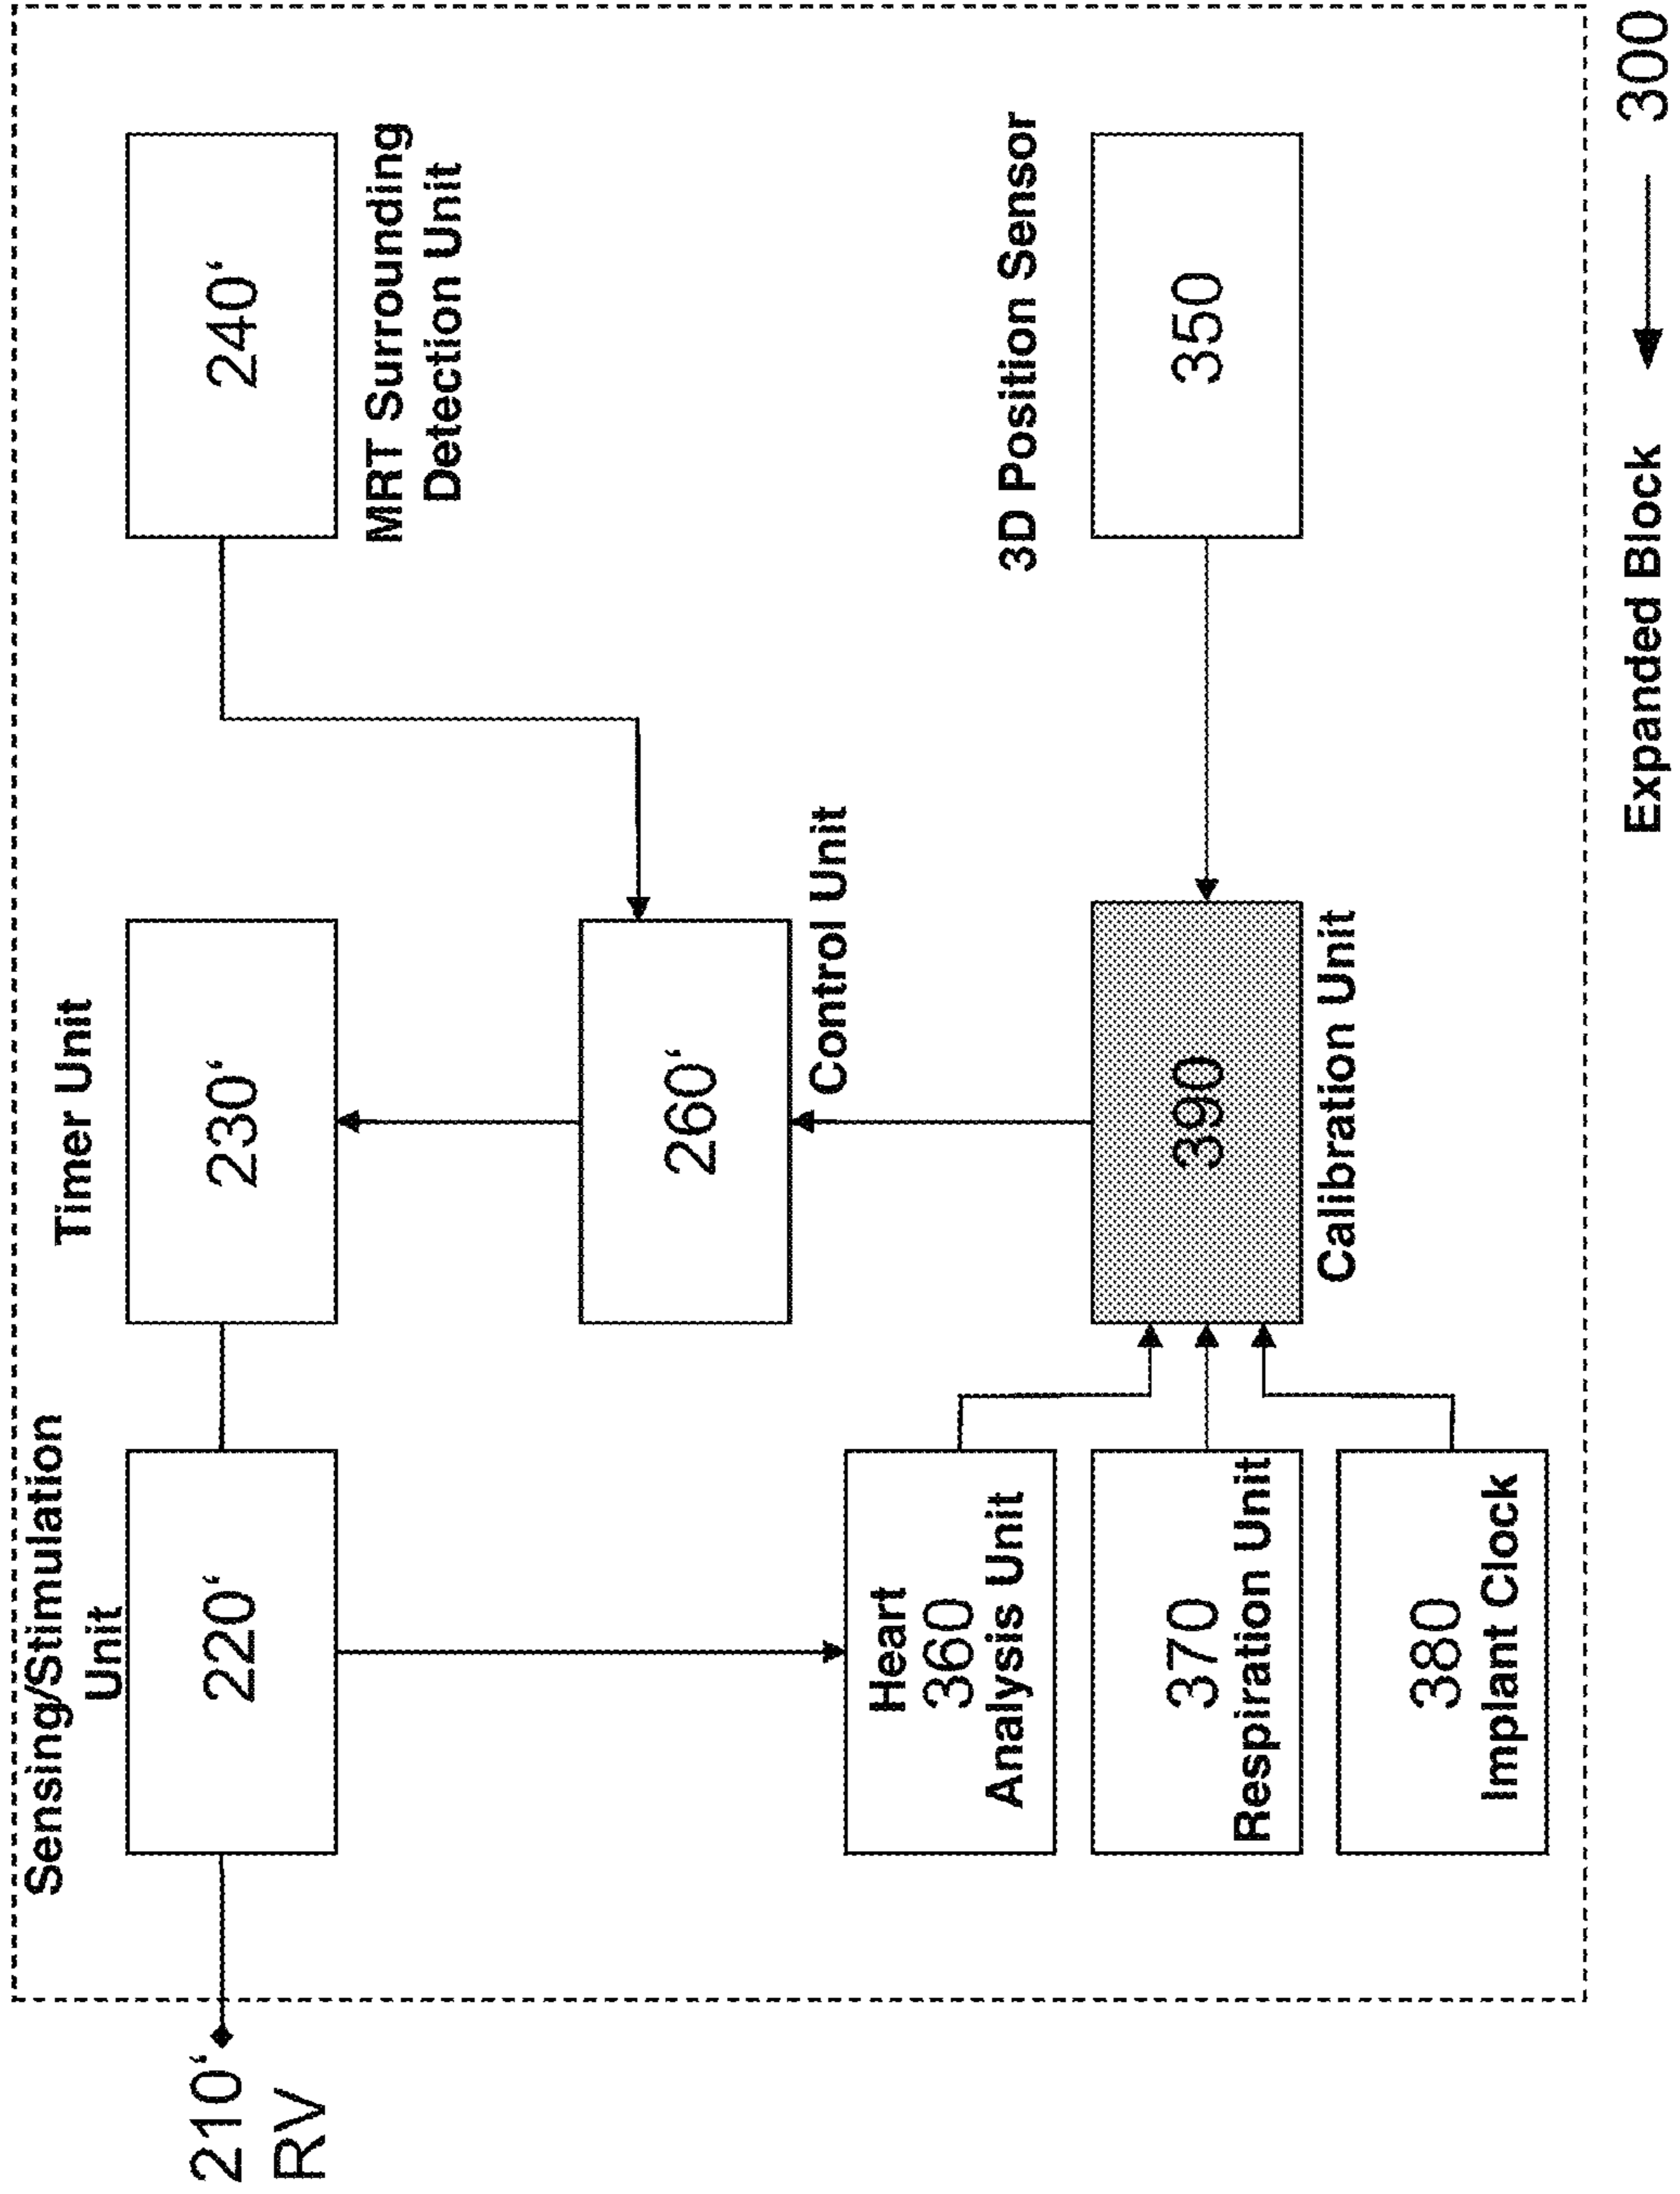 Sensing/Stimulation
Unit
Timer Unit
210‘
RV
220‘
230‘
240‘
MRT Surrounding
Detection Unit
260‘
Control Unit
Heart
360
Analysis Unit
3D Position Sensor
370
Respiration Unit
390
350
Calibration Unit
380
Implant Clock
Expanded Block
300